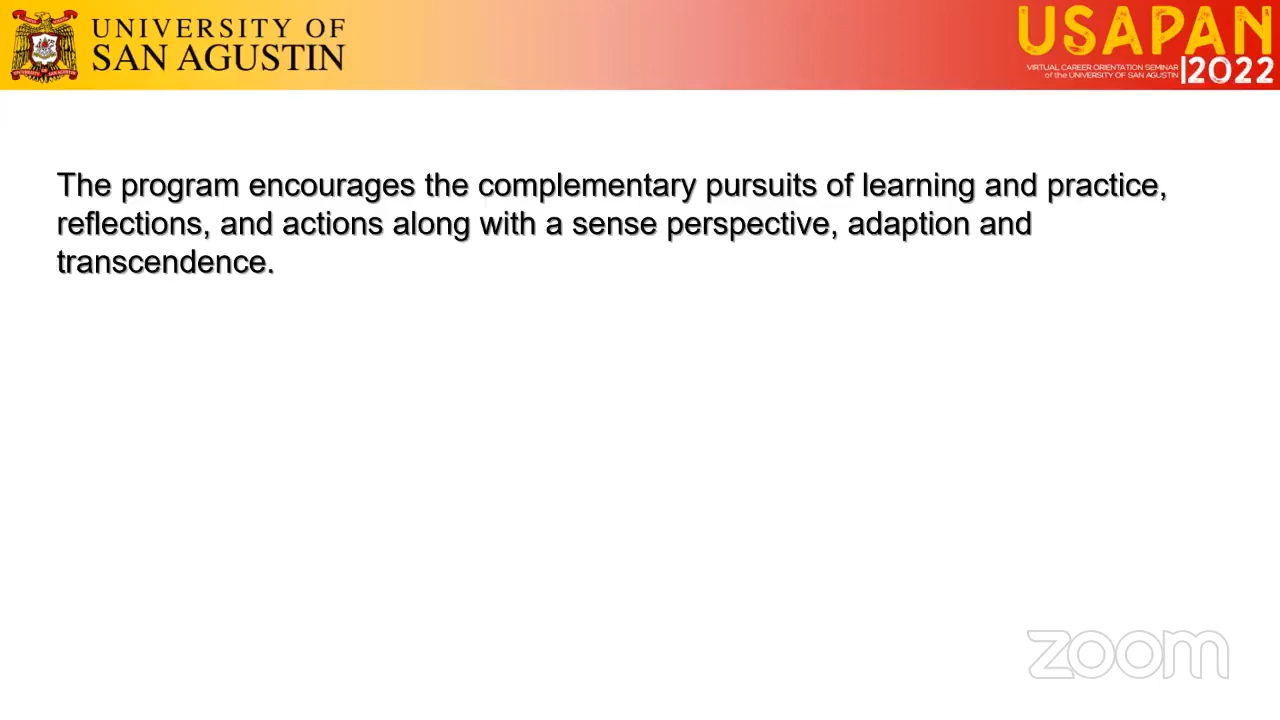 UNIVERSITY OF
SAN AGUSTIN
USAPAN
VIRTUAL CAREER ORIENTATION SEMINAR
of the UNIVERSITY OF SAN AGUSTIN
|2022
The program encourages the complementary pursuits of learning and practice,
reflections, and actions along with a sense perspective, adaption and
transcendence.
zoom